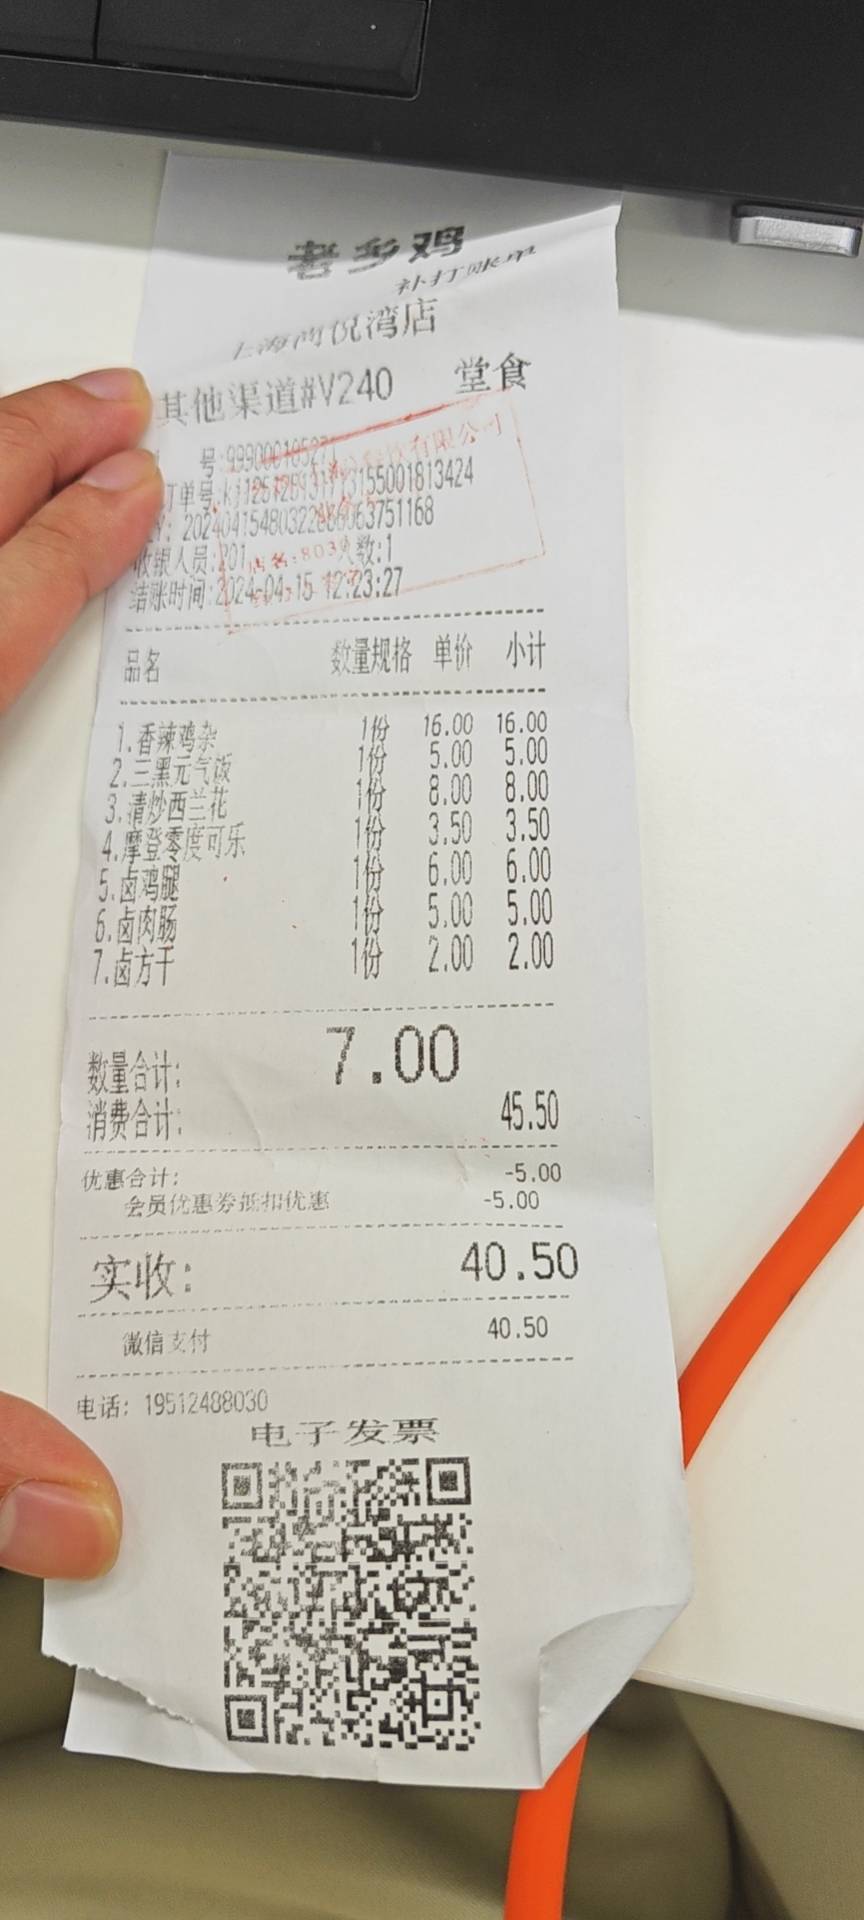 老乡鸡
补打账单
上海尚悦湾店
其他渠道#V240 堂食
号:999000105271
订单号:
收银人员:201 人数:1
结账时间:2024-04-15 12:23:27
品名 数量规格 单价 小计
1.香辣鸡杂 1份 16.00 16.00
2.三黑元气饭 1份 5.00 5.00
3.清炒西兰花 1份 8.00 8.00
4.摩登零度可乐 1份 3.50 3.50
5.卤鸡腿 1份 6.00 6.00
6.卤肉肠 1份 5.00 5.00
7.卤方干 1份 2.00 2.00
数量合计: 7.00
消费合计: 45.50
优惠合计: -5.00
会员优惠券抵扣优惠 -5.00
实收: 40.50
微信支付 40.50
电话: 19512488030
电子发票